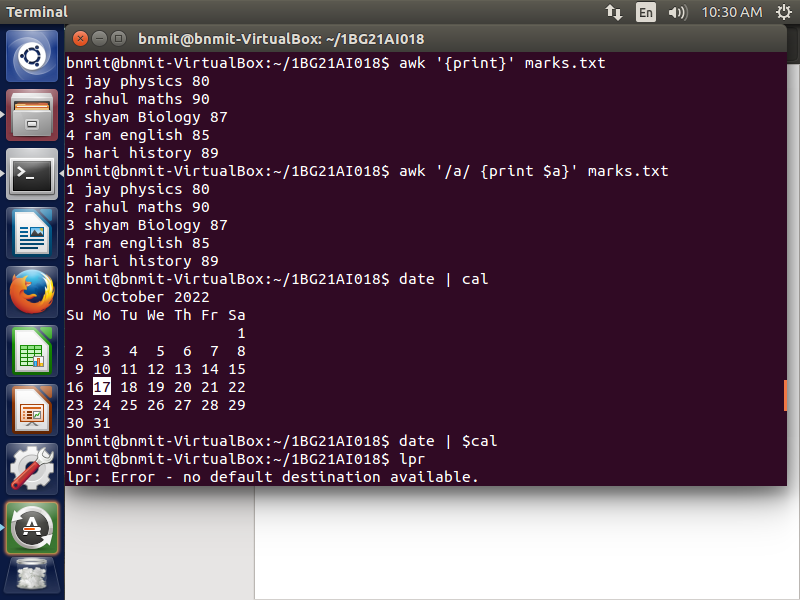 Terminal
En
10:30 AM
bnmit@bnmit-VirtualBox: ~/1BG21AI018
bnmit@bnmit-VirtualBox:~/1BG21AI018$ awk '{print}' marks.txt
1 jay physics 80
2 rahul maths 90
3 shyam Biology 87
4 ram english 85
5 hari history 89
bnmit@bnmit-VirtualBox:~/1BG21AI018$ awk '/a/ {print $a}' marks.txt
1 jay physics 80
2 rahul maths 90
3 shyam Biology 87
4 ram english 85
5 hari history 89
bnmit@bnmit-VirtualBox:~/1BG21AI018$ date | cal
    October 2022
Su Mo Tu We Th Fr Sa
                   1
 2  3  4  5  6  7  8
 9 10 11 12 13 14 15
16 17 18 19 20 21 22
23 24 25 26 27 28 29
30 31
bnmit@bnmit-VirtualBox:~/1BG21AI018$ date | $cal
bnmit@bnmit-VirtualBox:~/1BG21AI018$ lpr
lpr: Error - no default destination available.